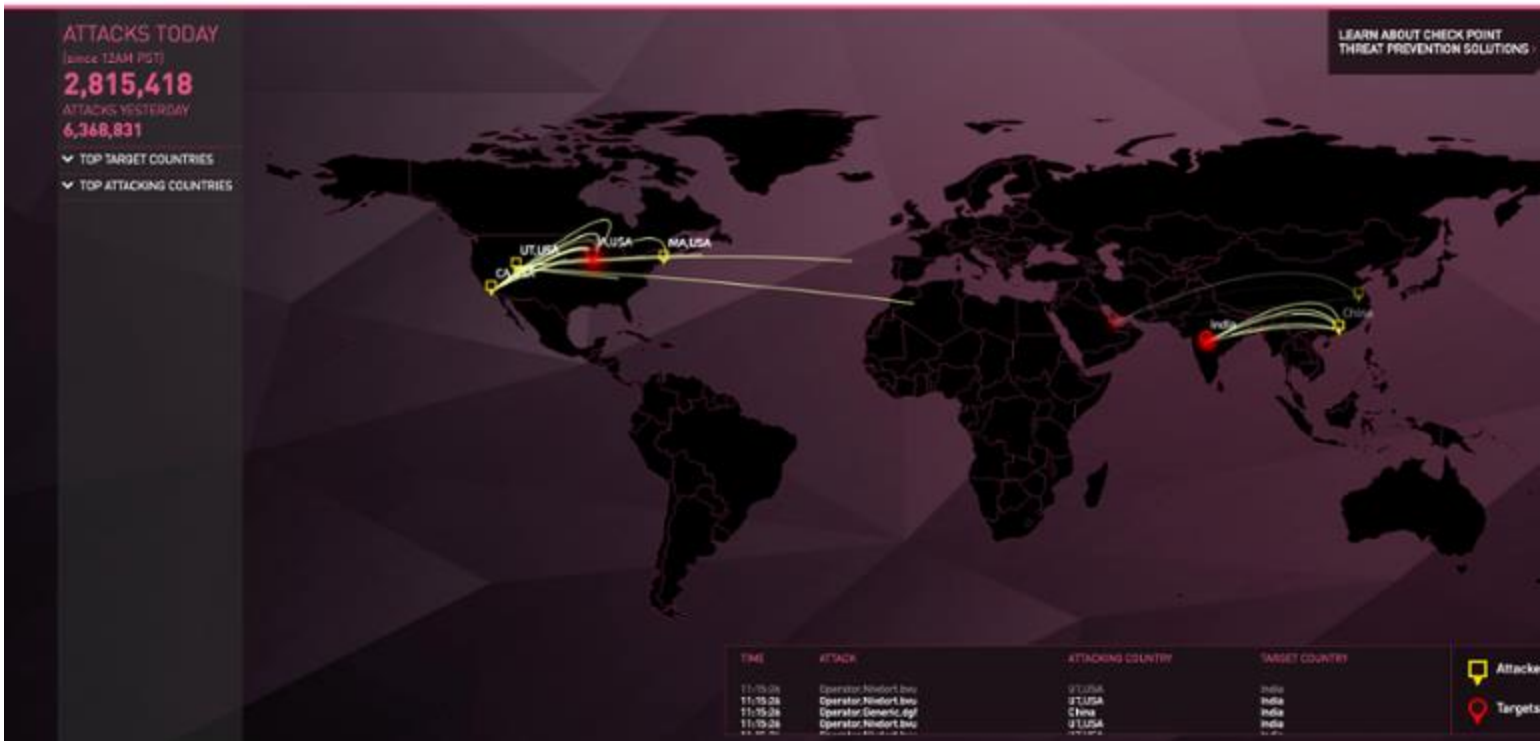 ATTACKS TODAY
(since 12AM PST)
2,815,418
ATTACKS YESTERDAY
6,368,831
TOP TARGET COUNTRIES
TOP ATTACKING COUNTRIES
LEARN ABOUT CHECK POINT
THREAT PREVENTION SOLUTIONS
UT,USA
MA,USA
India
China
TIME ATTACK ATTACKING COUNTRY TARGET COUNTRY
11:15:26 Operator.Nivdort.bwu UT,USA India
11:15:26 Operator.Nivdort.bwu UT,USA India
11:15:26 Operator.Generic.dgf China India
11:15:26 Operator.Nivdort.bwu UT,USA India
Attacke
Targets